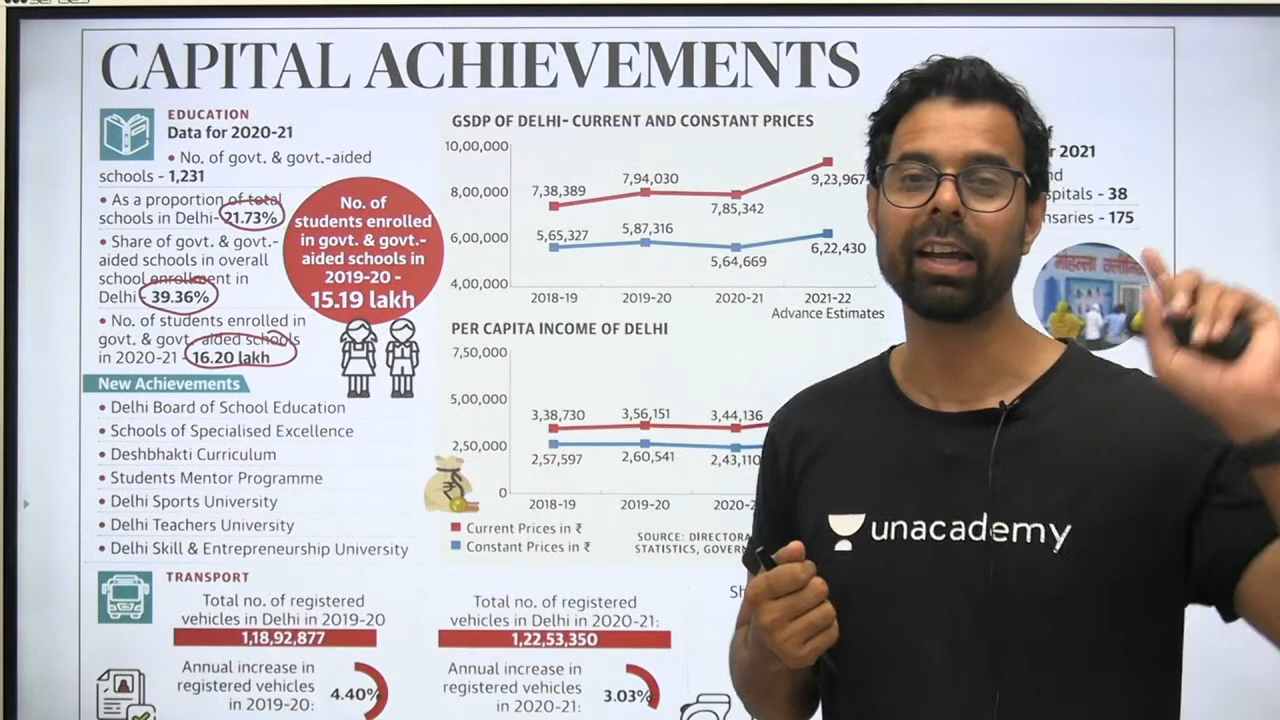 CAPITAL ACHIEVEMENTS
EDUCATION
Data for 2020-21
• No. of govt. & govt.-aided
schools - 1,231
• As a proportion of total
schools in Delhi- 21.73%
• Share of govt. & govt.-
aided schools in overall
school enrollment in
Delhi - 39.36%
• No. of students enrolled in
govt. & govt. aided schools
in 2020-21 - 16.20 lakh
No. of
students enrolled
in govt. & govt.-
aided schools in
2019-20 -
15.19 lakh
New Achievements
• Delhi Board of School Education
• Schools of Specialised Excellence
• Deshbhakti Curriculum
• Students Mentor Programme
• Delhi Sports University
• Delhi Teachers University
• Delhi Skill & Entrepreneurship University
GSDP OF DELHI- CURRENT AND CONSTANT PRICES
10,00,000
8,00,000
6,00,000
4,00,000
7,38,389
7,94,030
7,85,342
9,23,967
5,65,327
5,87,316
5,64,669
6,22,430
2018-19 2019-20 2020-21 2021-22
Advance Estimates
PER CAPITA INCOME OF DELHI
7,50,000
5,00,000
2,50,000
0
3,38,730 3,56,151 3,44,136
2,57,597 2,60,541 2,43,110
2018-19 2019-20 2020-2
Current Prices in ₹
Constant Prices in ₹
SOURCE: DIRECTORA
STATISTICS, GOVERN
r 2021
spitals - 38
nsaries - 175
मोहल्ला
unacademy
TRANSPORT
Total no. of registered
vehicles in Delhi in 2019-20
1,18,92,877
Annual increase in
registered vehicles
in 2019-20:
4.40%
Total no. of registered
vehicles in Delhi in 2020-21:
1,22,53,350
Annual increase in
registered vehicles
in 2020-21:
3.03%